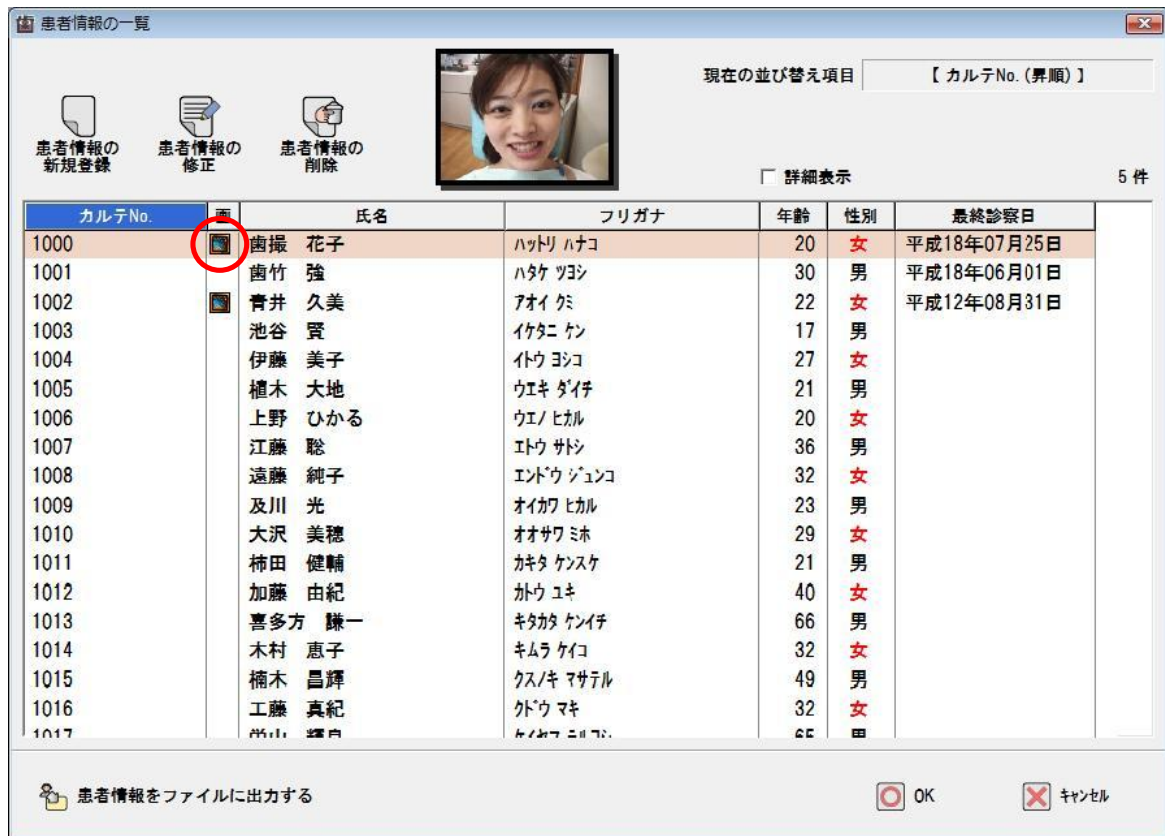 患者情報の一覧
現在の並び替え項目 【 カルテNo.(昇順) 】
患者情報の新規登録 患者情報の修正 患者情報の削除
詳細表示 5 件
カルテNo. 画 氏名 フリガナ 年齢 性別 最終診察日
1000 歯撮 花子 ハットリ ハナコ 20 女 平成18年07月25日
1001 歯竹 強 ハタケ ツヨシ 30 男 平成18年06月01日
1002 青井 久美 アオイ クミ 22 女 平成12年08月31日
1003 池谷 賢 イケタニ ケン 17 男
1004 伊藤 美子 イトウ ヨシコ 27 女
1005 植木 大地 ウエキ ダイチ 21 男
1006 上野 ひかる ウエノ ヒカル 20 女
1007 江藤 聡 エトウ サトシ 36 男
1008 遠藤 純子 エンドウ ジュンコ 32 女
1009 及川 光 オイカワ ヒカル 23 男
1010 大沢 美穂 オオサワ ミホ 29 女
1011 柿田 健輔 カキタ ケンスケ 21 男
1012 加藤 由紀 カトウ ユキ 40 女
1013 喜多方 謙一 キタカタ ケンイチ 66 男
1014 木村 恵子 キムラ ケイコ 32 女
1015 楠木 昌輝 クスノキ マサテル 49 男
1016 工藤 真紀 クドウ マキ 32 女
1017 65 男
患者情報をファイルに出力する OK キャンセル